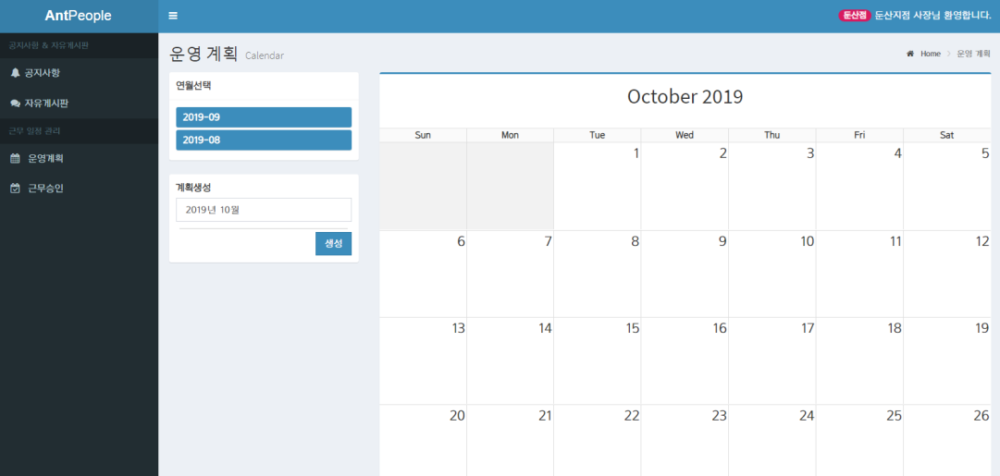 AntPeople
둔산점 둔산지점 사장님 환영합니다.
공지사항 & 자유게시판
공지사항
자유게시판
근무 일정 관리
운영계획
근무승인
운영 계획 Calendar
Home > 운영 계획
연월선택
2019-09
2019-08
계획생성
2019년 10월
생성
October 2019
Sun Mon Tue Wed Thu Fri Sat
1 2 3 4 5
6 7 8 9 10 11 12
13 14 15 16 17 18 19
20 21 22 23 24 25 26